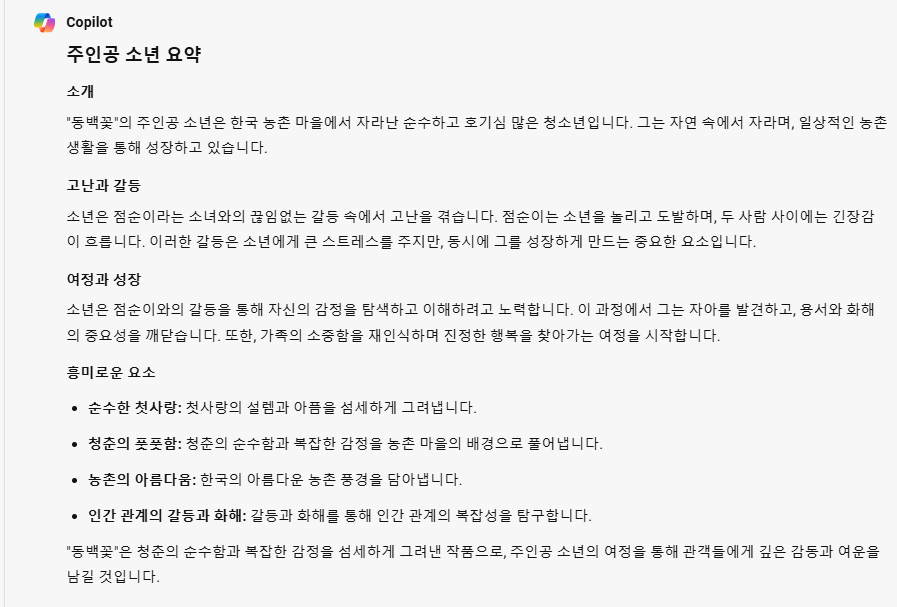 Copilot
주인공 소년 요약
소개
"동백꽃"의 주인공 소년은 한국 농촌 마을에서 자라난 순수하고 호기심 많은 청소년입니다. 그는 자연 속에서 자라며, 일상적인 농촌
생활을 통해 성장하고 있습니다.
고난과 갈등
소년은 점순이라는 소녀와의 끊임없는 갈등 속에서 고난을 겪습니다. 점순이는 소년을 놀리고 도발하며, 두 사람 사이에는 긴장감
이 흐릅니다. 이러한 갈등은 소년에게 큰 스트레스를 주지만, 동시에 그를 성장하게 만드는 중요한 요소입니다.
여정과 성장
소년은 점순이와의 갈등을 통해 자신의 감정을 탐색하고 이해하려고 노력합니다. 이 과정에서 그는 자아를 발견하고, 용서와 화해
의 중요성을 깨닫습니다. 또한, 가족의 소중함을 재인식하며 진정한 행복을 찾아가는 여정을 시작합니다.
흥미로운 요소
• 순수한 첫사랑: 첫사랑의 설렘과 아픔을 섬세하게 그려냅니다.
• 청춘의 풋풋함: 청춘의 순수함과 복잡한 감정을 농촌 마을의 배경으로 풀어냅니다.
• 농촌의 아름다움: 한국의 아름다운 농촌 풍경을 담아냅니다.
• 인간 관계의 갈등과 화해: 갈등과 화해를 통해 인간 관계의 복잡성을 탐구합니다.
"동백꽃"은 청춘의 순수함과 복잡한 감정을 섬세하게 그려낸 작품으로, 주인공 소년의 여정을 통해 관객들에게 깊은 감동과 여운을
남길 것입니다.